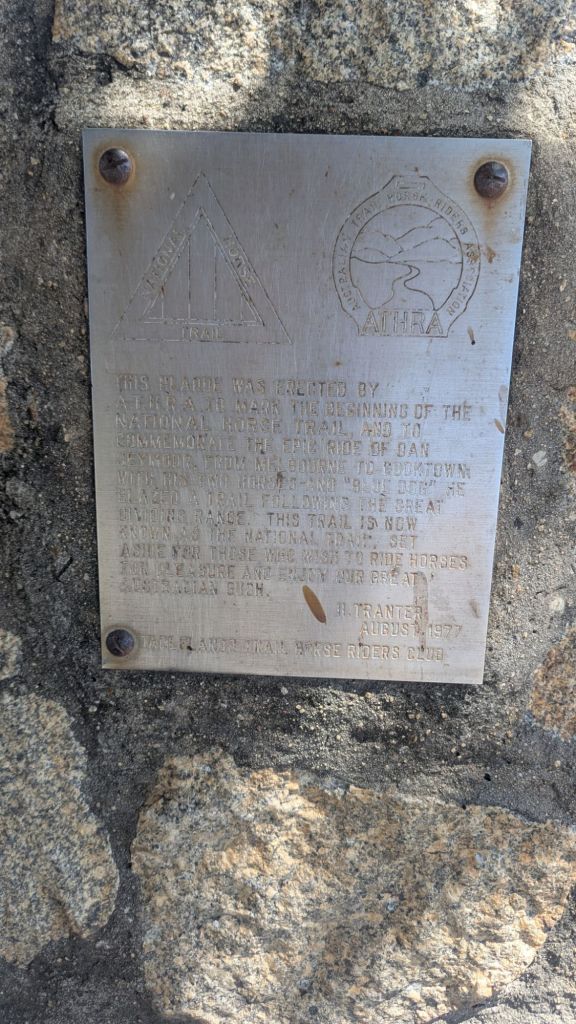 NATIONAL HORSE
TRAIL
AUSTRALIAN TRAIL HORSE RIDERS ASSOCIATION
ATHRA
THIS PLAQUE WAS ERECTED BY
A.T.H.R.A. TO MARK THE BEGINNING OF THE
NATIONAL HORSE TRAIL, AND TO
COMMEMORATE THE EPIC RIDE OF DAN
SEYMOUR, FROM MELBOURNE TO COOKTOWN.
WITH HIS TWO HORSES AND "BLUE DOG" HE
BLAZED A TRAIL FOLLOWING THE GREAT
DIVIDING RANGE. THIS TRAIL IS NOW
KNOWN AS THE NATIONAL TRAIL, SET
ASIDE FOR THOSE WHO WISH TO RIDE HORSES
FOR PLEASURE AND ENJOY OUR GREAT
AUSTRALIAN BUSH.
TRANTER
AUGUST, 1977
TRAIL HORSE RIDERS CLUB